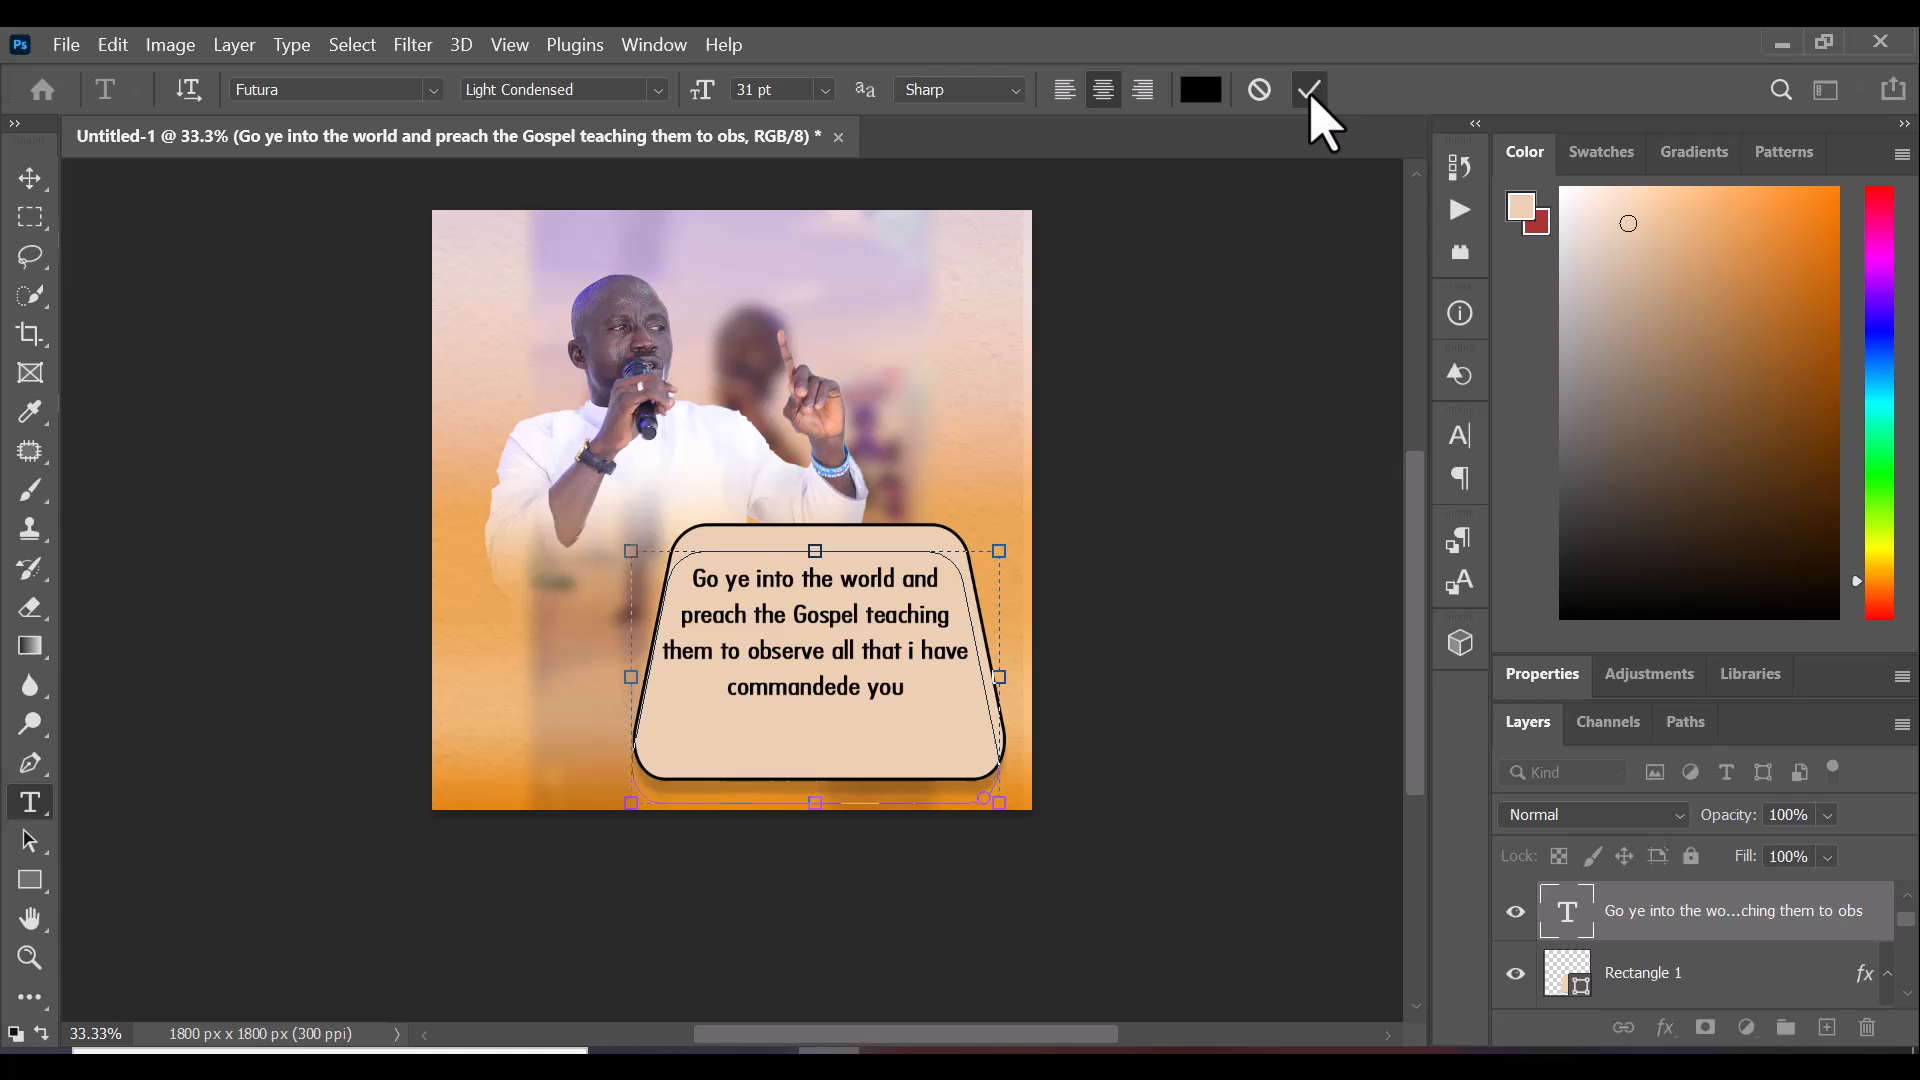 Ps File Edit Image Layer Type Select Filter 3D View Plugins Window Help
T Futura Light Condensed 31 pt Sharp
Untitled-1 @ 33.3% (Go ye into the world and preach the Gospel teaching them to obs, RGB/8) *
Color Swatches Gradients Patterns
Go ye into the world and
preach the Gospel teaching
them to observe all that i have
commandede you
Properties Adjustments Libraries
Layers Channels Paths
Kind
Normal Opacity: 100%
Lock: Fill: 100%
T Go ye into the wo...ching them to obs
Rectangle 1 fx
33.33% 1800 px x 1800 px (300 ppi)